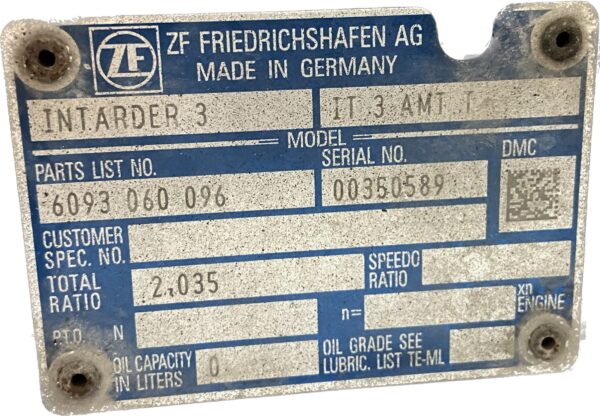 ZF
ZF FRIEDRICHSHAFEN AG
MADE IN GERMANY
INTARDER 3 IT 3 AMT
MODEL
PARTS LIST NO. SERIAL NO. DMC
6093 060 096 00350589
CUSTOMER
SPEC. NO.
TOTAL RATIO 2,035 SPEEDO RATIO
P.T.O. N n= xn ENGINE
OIL CAPACITY IN LITERS 0 OIL GRADE SEE LUBRIC. LIST TE-ML